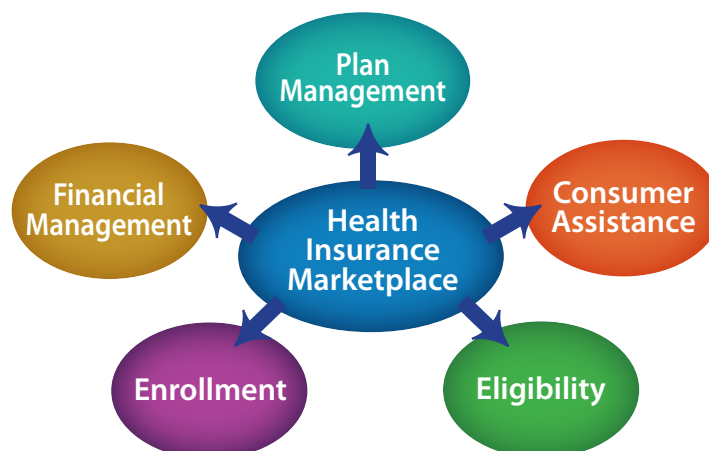 Plan
Management
Financial
Management
Consumer
Assistance
Health
Insurance
Marketplace
Enrollment
Eligibility